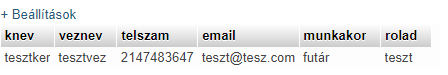 + Beállítások
knev veznev telszam email munkakor rolad
tesztker tesztvez 2147483647 teszt@tesz.com futár teszt